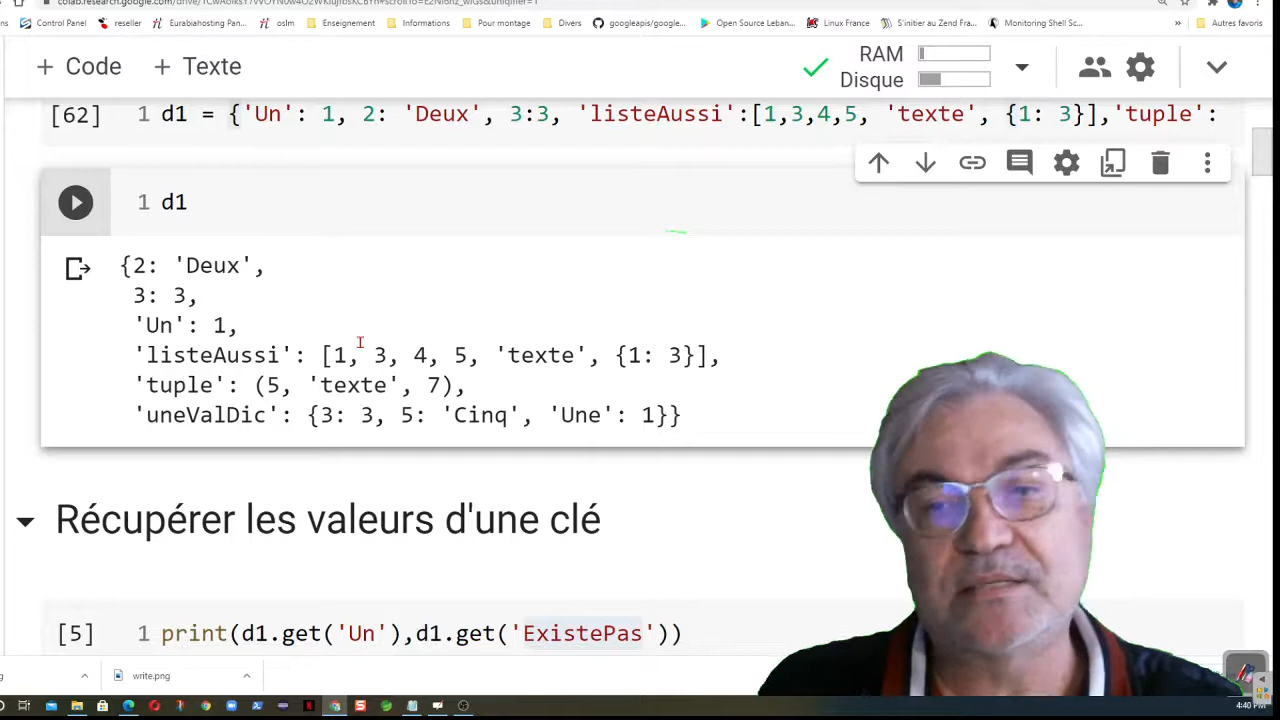 Control Panel
reseller
Eurabiahosting Pan...
oslm
Enseignement
Informations
Pour Montage
Divers
googleapis/google...
Open Source Leban...
Linux France
S'initier au Zend Fra...
Monitoring Shell Sc...
»
Autres favoris
+ Code + Texte
RAM
Disque
[62] 1 d1 = {'Un': 1, 2: 'Deux', 3:3, 'listeAussi':[1,3,4,5, 'texte', {1: 3}],'tuple':
1 d1
{2: 'Deux',
3: 3,
'Un': 1,
'listeAussi': [1, 3, 4, 5, 'texte', {1: 3}],
'tuple': (5, 'texte', 7),
'uneValDic': {3: 3, 5: 'Cinq', 'Une': 1}}
Récupérer les valeurs d'une clé
[5] 1 print(d1.get('Un'),d1.get('ExistePas'))
write.png
4:40